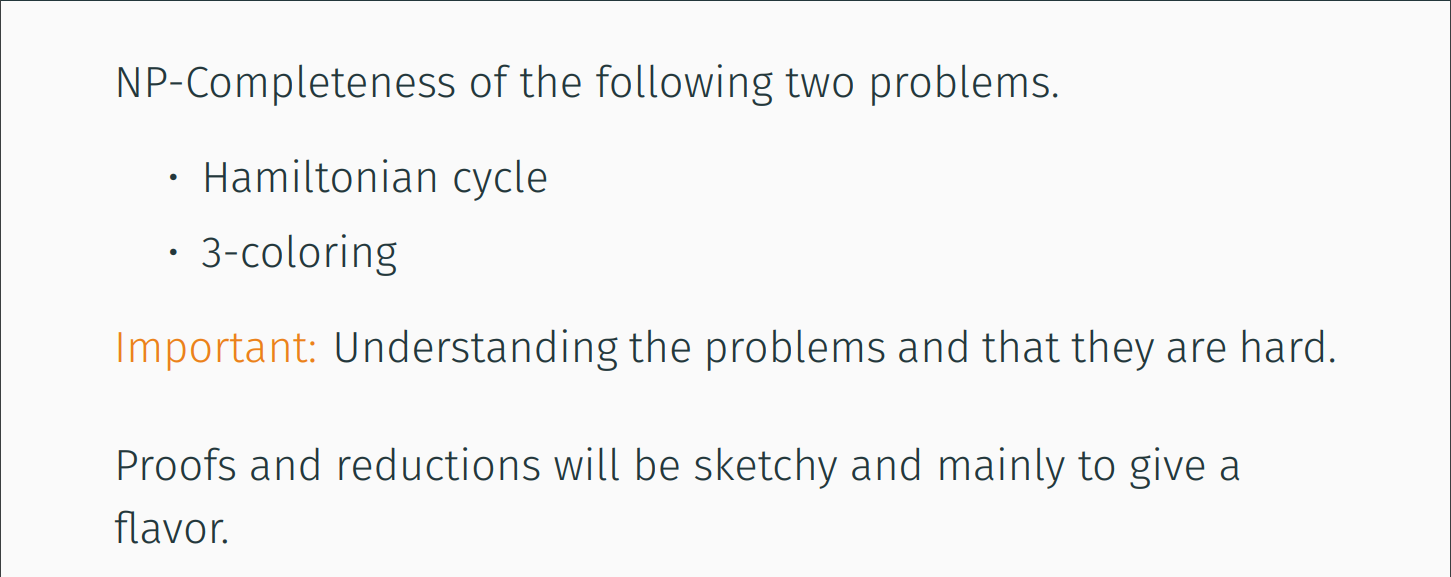 NP-Completeness of the following two problems.
• Hamiltonian cycle
• 3-coloring
Important: Understanding the problems and that they are hard.
Proofs and reductions will be sketchy and mainly to give a
flavor.